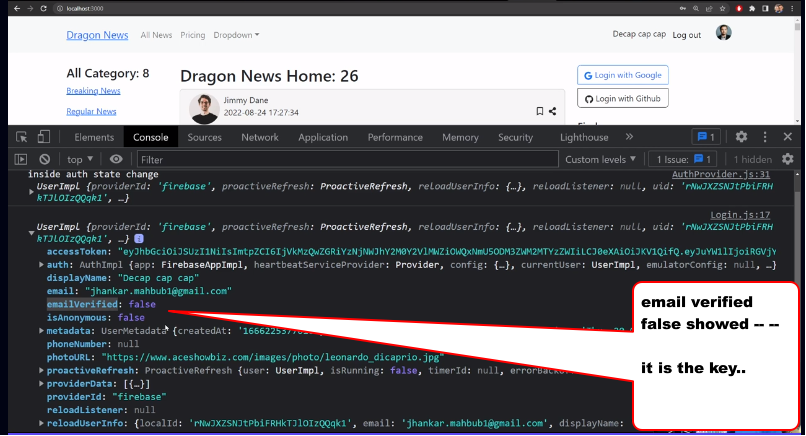 localhost:3000
Dragon News All News Pricing Dropdown Decap cap cap Log out
All Category: 8
Breaking News
Regular News
Dragon News Home: 26
Jimmy Dane
2022-08-24 17:27:34
Login with Google
Login with Github
Elements Console Sources Network Application Performance Memory Security Lighthouse 1
top Filter Custom levels 1 Issue: 1 1 hidden
inside auth state change AuthProvider.js:31
UserImpl {providerId: 'firebase', proactiveRefresh: ProactiveRefresh, reloadUserInfo: {…}, reloadListener: null, uid: 'rNwJXZSNJtPbiFRH
kTJlOIzQQqk1', …}
Login.js:17
UserImpl {providerId: 'firebase', proactiveRefresh: ProactiveRefresh, reloadUserInfo: {…}, reloadListener: null, uid: 'rNwJXZSNJtPbiFRH
kTJlOIzQQqk1', …}
accessToken:
auth: AuthImpl {app: FirebaseAppImpl, heartbeatServiceProvider: Provider, config: {…}, currentUser: UserImpl, emulatorConfig: null, …}
displayName: "Decap cap cap"
email: "jhankar.mahbub1@gmail.com"
emailVerified: false
isAnonymous: false
metadata: UserMetadata {createdAt:
phoneNumber: null
photoURL: "https://www.aceshowbiz.com/images/photo/leonardo_dicaprio.jpg"
proactiveRefresh: ProactiveRefresh {user: UserImpl, isRunning: false, timerId: null,
providerData: [{…}]
providerId: "firebase"
reloadListener: null
reloadUserInfo: {localId: 'rNwJXZSNJtPbiFRHkTJlOIzQQqk1', email: 'jhankar.mahbub1@gmail.com', displayName:
email verified
false showed -- --
it is the key..